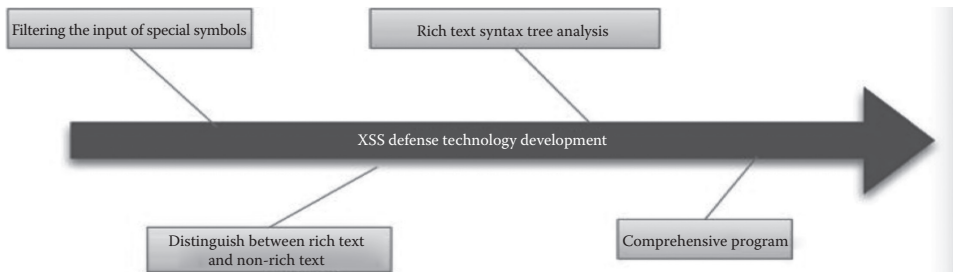 Filtering the input of special symbols
Rich text syntax tree analysis
XSS defense technology development
Distinguish between rich text
and non-rich text
Comprehensive program